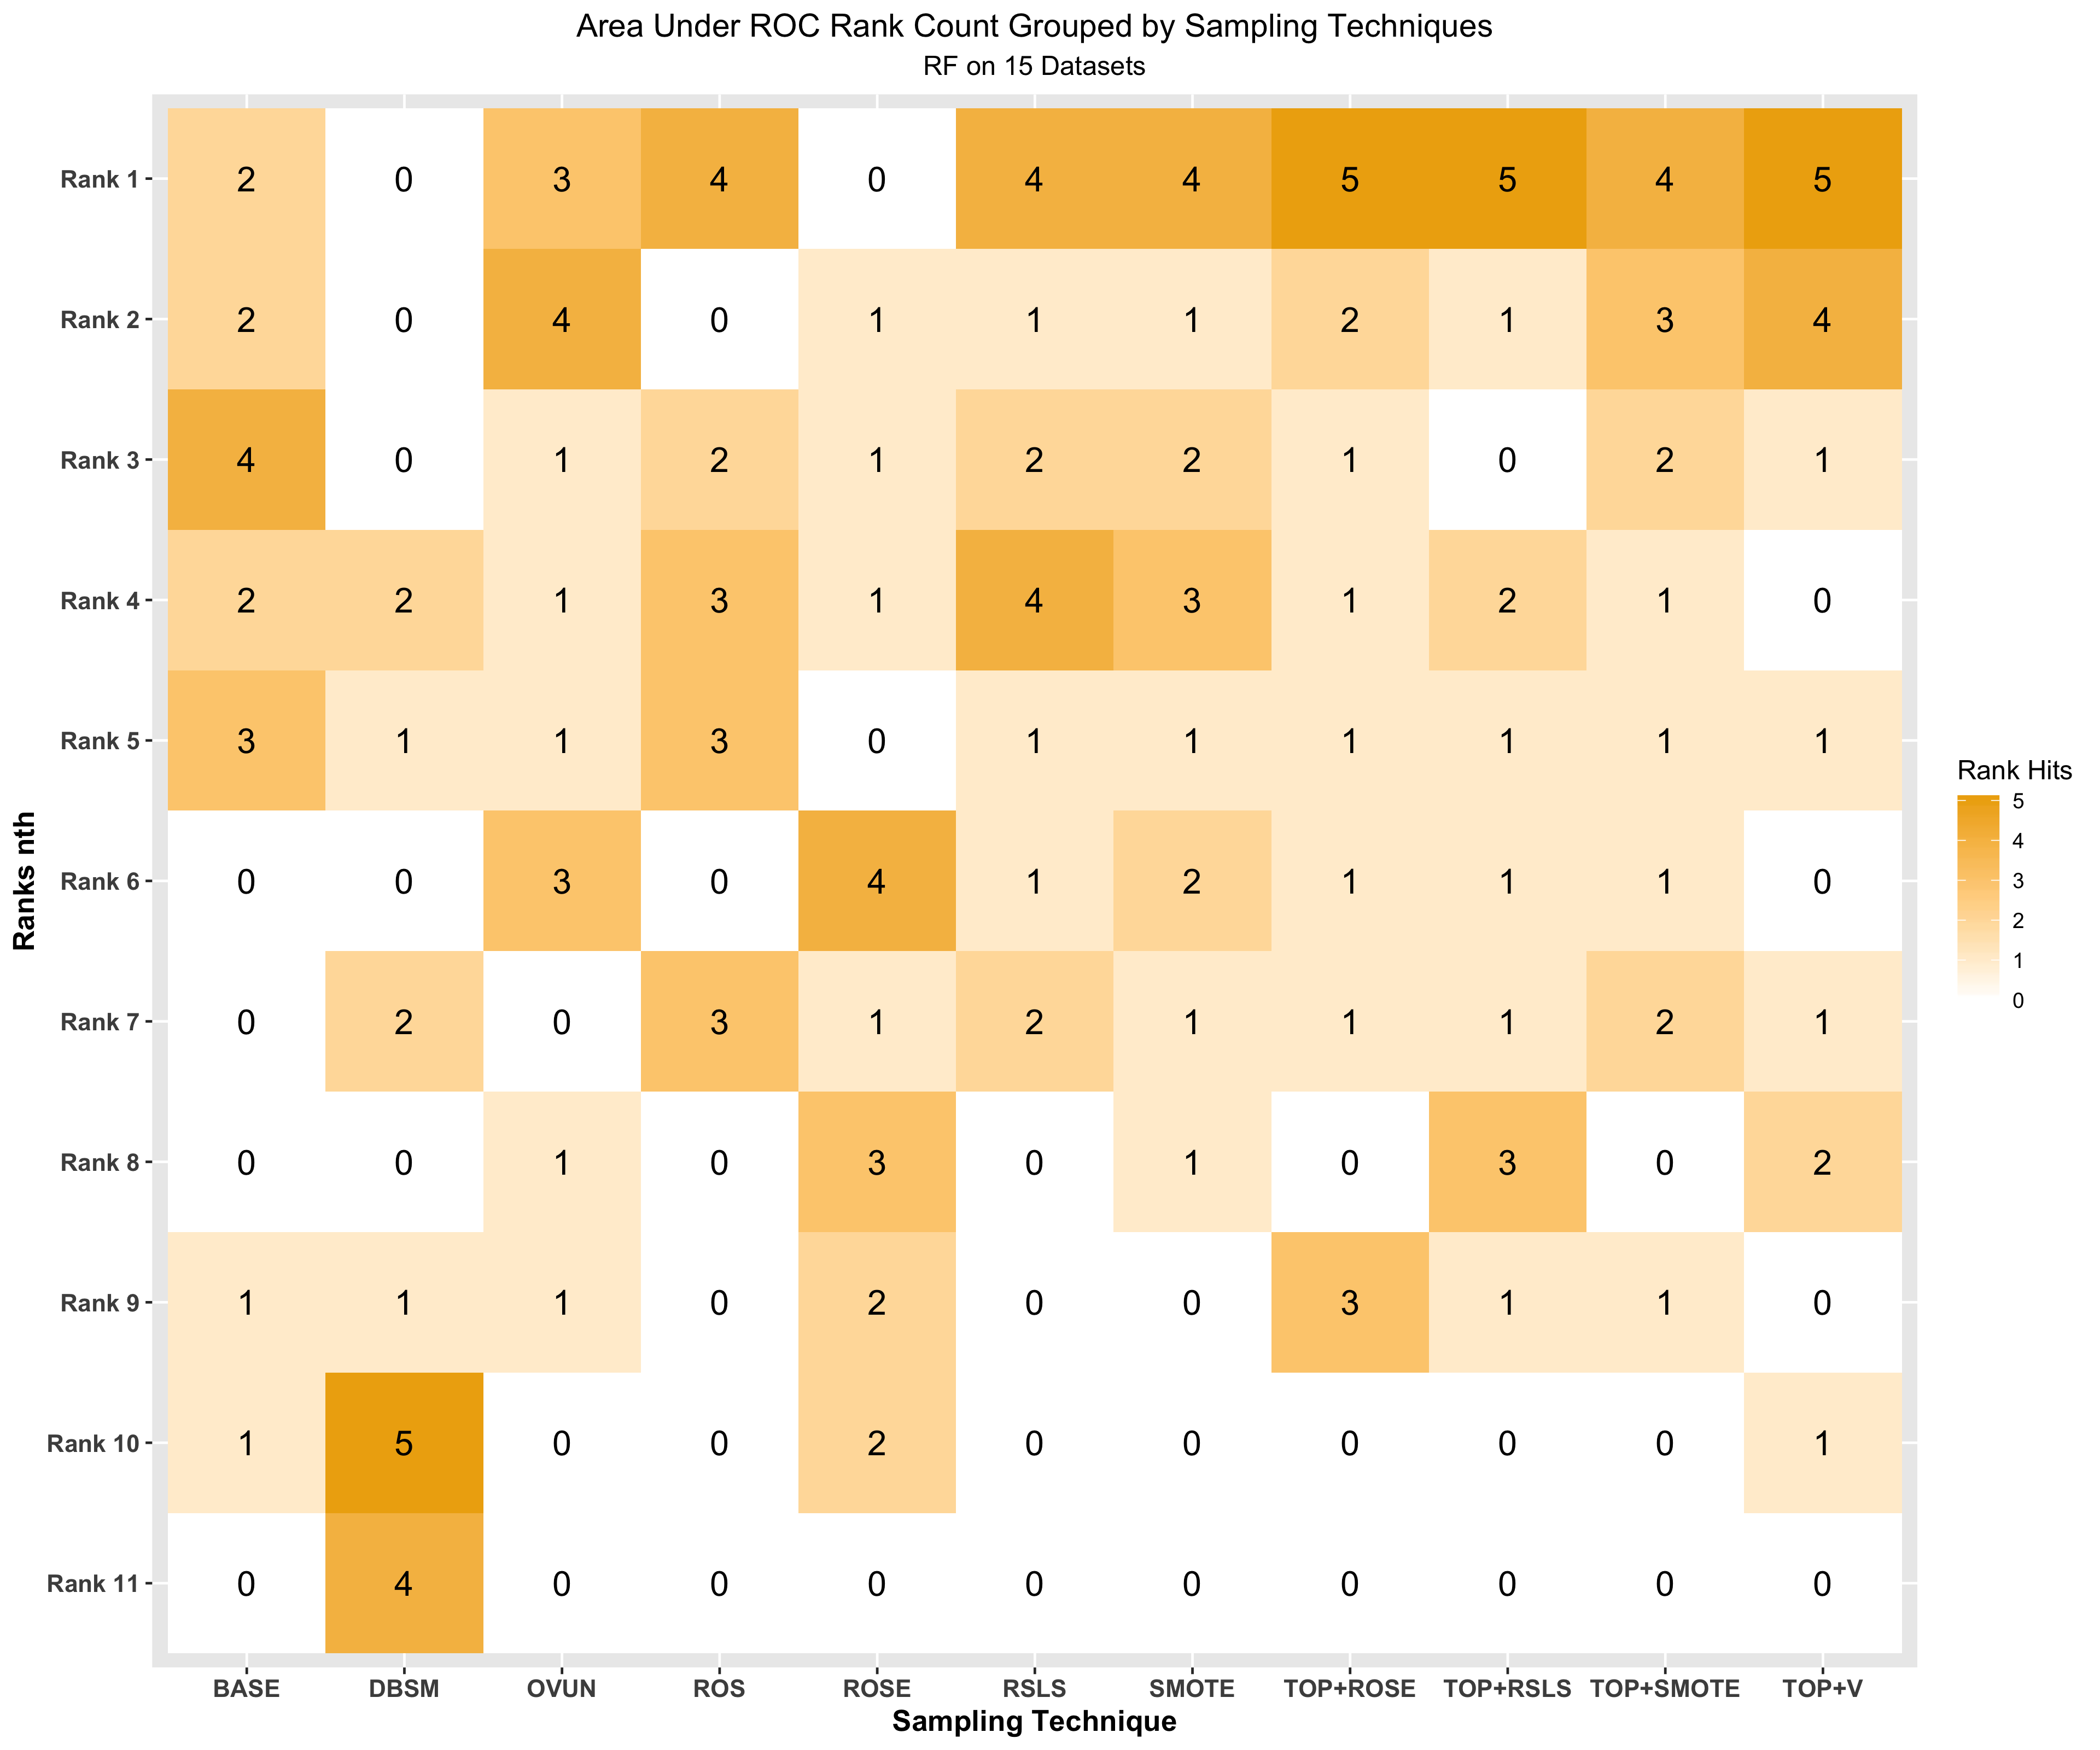 Area Under ROC Rank Count Grouped by Sampling Techniques
RF on 15 Datasets
Ranks nth
Rank 1 2 0 3 4 0 4 4 5 5 4 5
Rank 2 2 0 4 0 1 1 1 2 1 3 4
Rank 3 4 0 1 2 1 2 2 1 0 2 1
Rank 4 2 2 1 3 1 4 3 1 2 1 0
Rank 5 3 1 1 3 0 1 1 1 1 1 1
Rank 6 0 0 3 0 4 1 2 1 1 1 0
Rank 7 0 2 0 3 1 2 1 1 1 2 1
Rank 8 0 0 1 0 3 0 1 0 3 0 2
Rank 9 1 1 1 0 2 0 0 3 1 1 0
Rank 10 1 5 0 0 2 0 0 0 0 0 1
Rank 11 0 4 0 0 0 0 0 0 0 0 0
BASE DBSM OVUN ROS ROSE RSLS SMOTE TOP+ROSE TOP+RSLS TOP+SMOTE TOP+V
Sampling Technique
Rank Hits
5
4
3
2
1
0